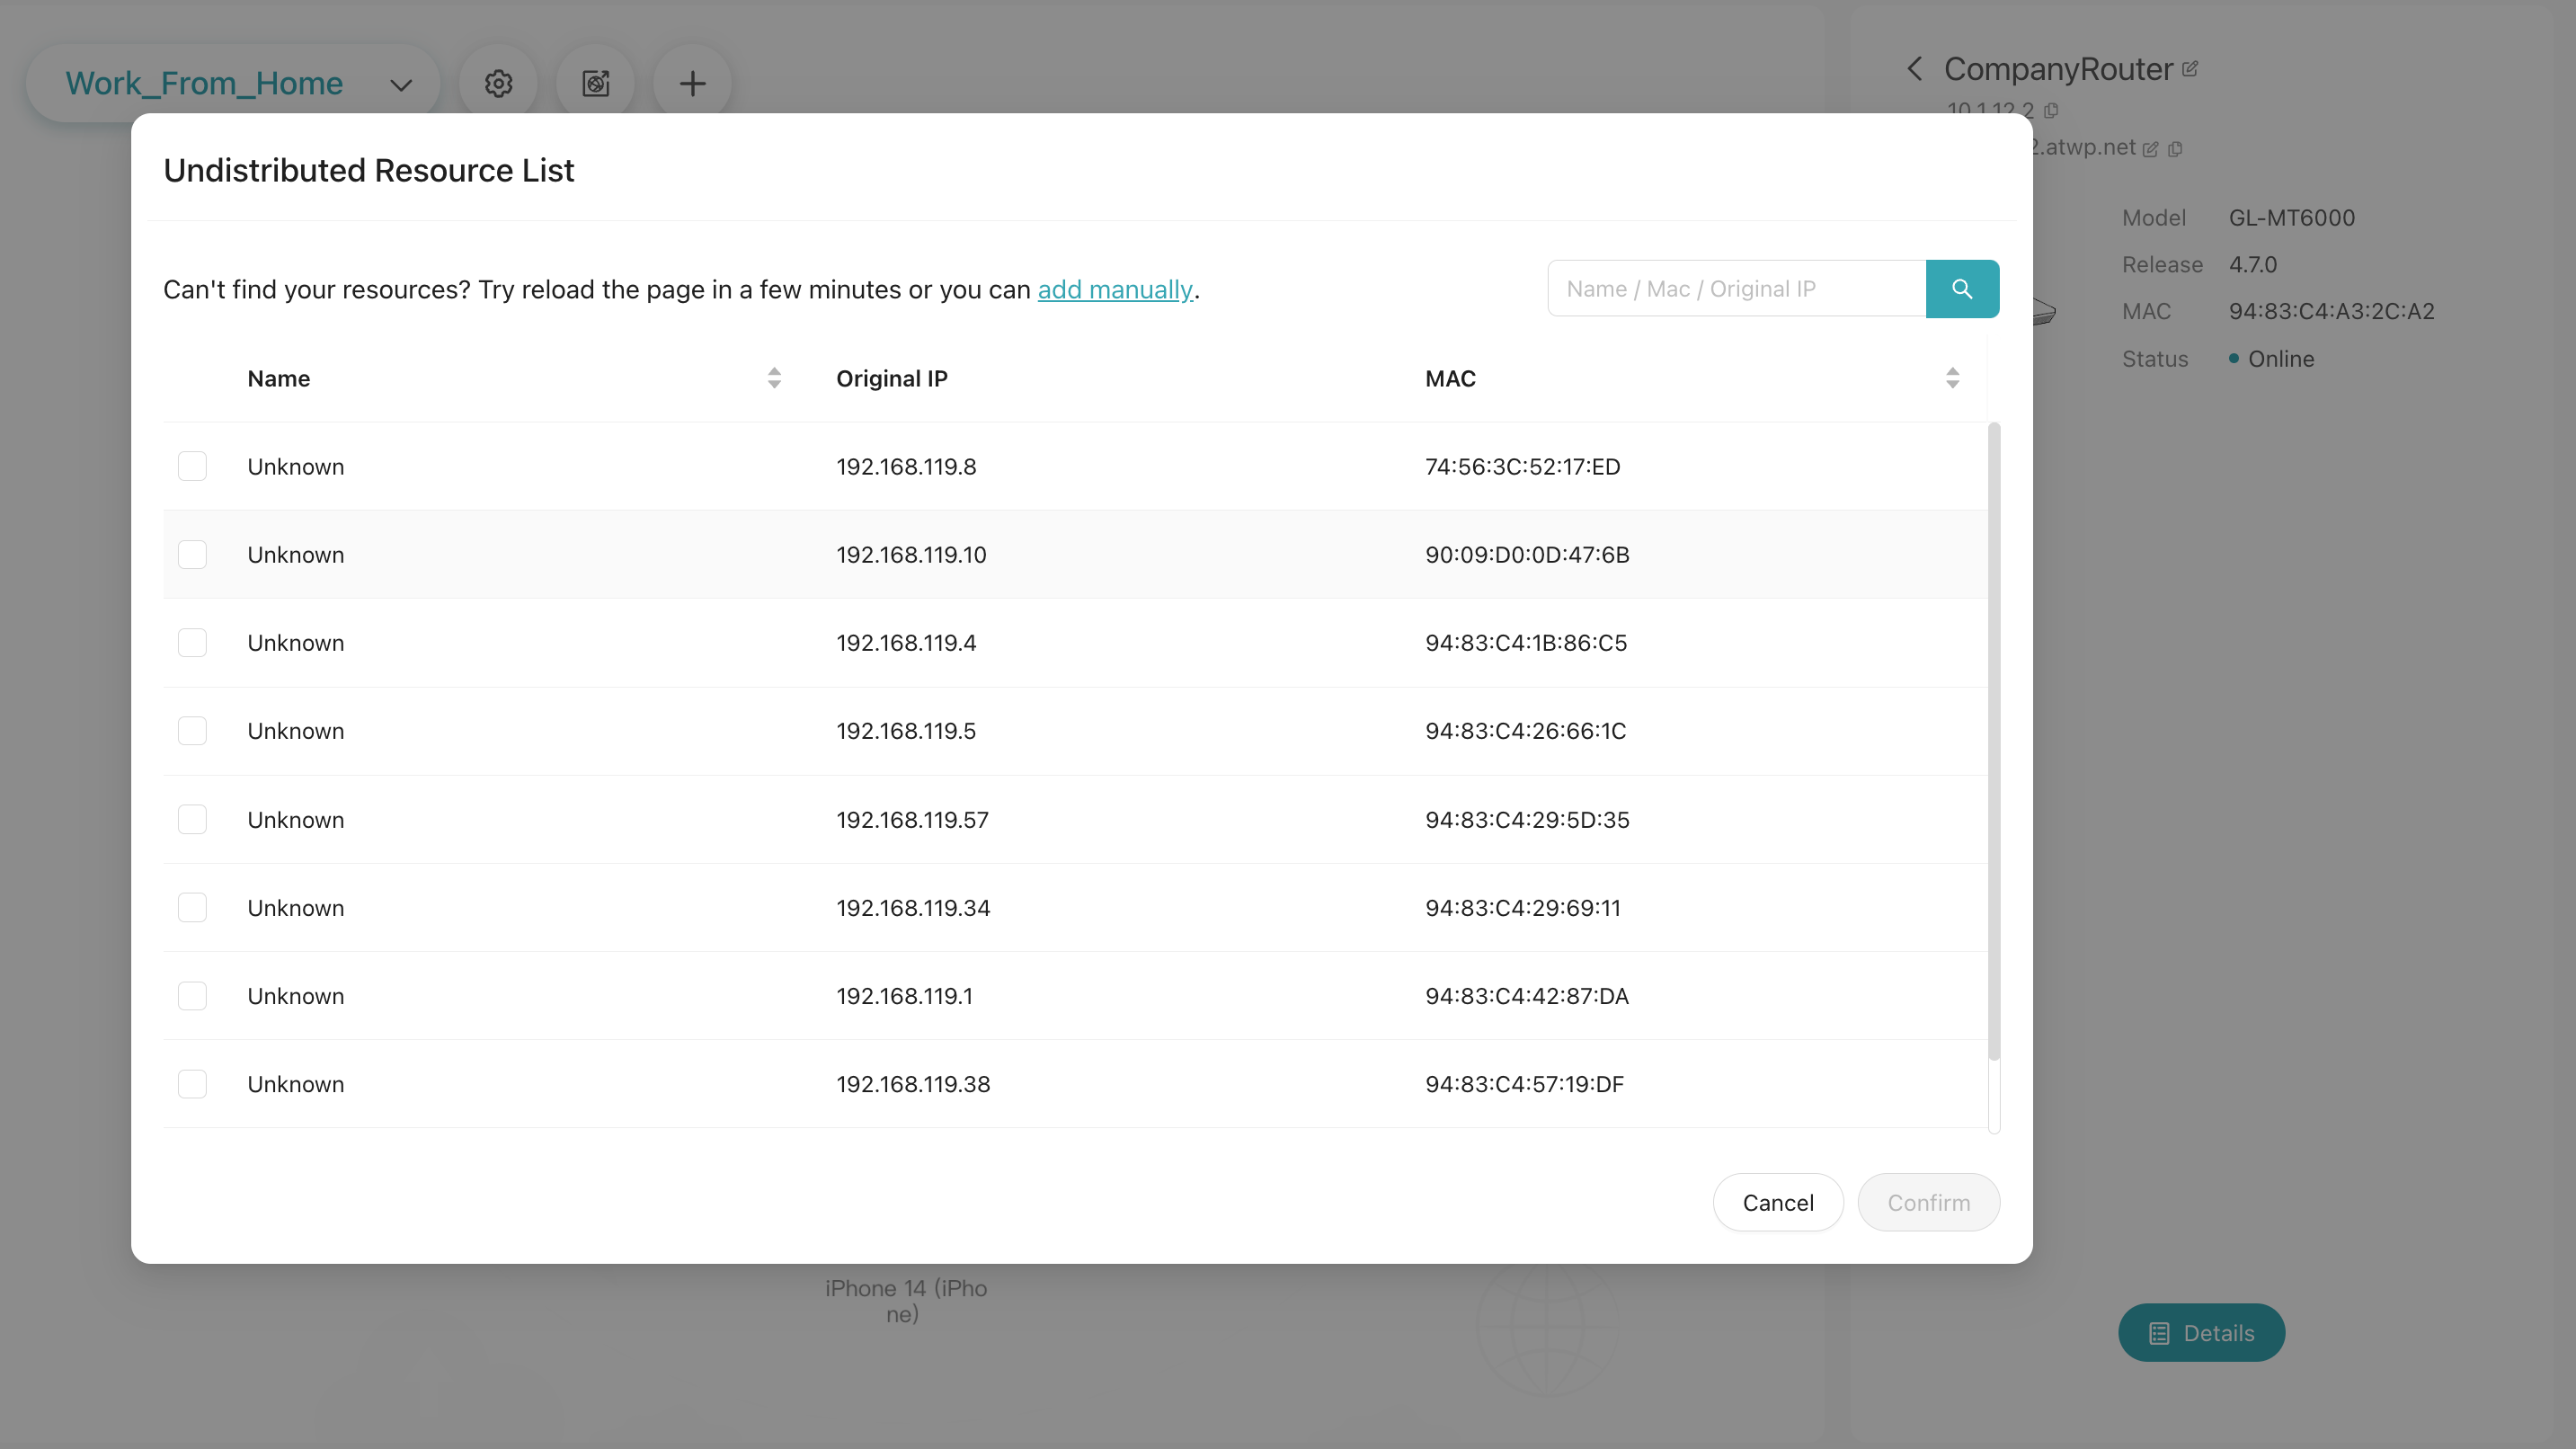 Work_From_Home
CompanyRouter
10.1.12.2
2.atwp.net
Undistributed Resource List
Can't find your resources? Try reload the page in a few minutes or you can add manually.
Name / Mac / Original IP
Model GL-MT6000
Release 4.7.0
MAC 94:83:C4:A3:2C:A2
Status Online
Name Original IP MAC
Unknown 192.168.119.8 74:56:3C:52:17:ED
Unknown 192.168.119.10 90:09:D0:0D:47:6B
Unknown 192.168.119.4 94:83:C4:1B:86:C5
Unknown 192.168.119.5 94:83:C4:26:66:1C
Unknown 192.168.119.57 94:83:C4:29:5D:35
Unknown 192.168.119.34 94:83:C4:29:69:11
Unknown 192.168.119.1 94:83:C4:42:87:DA
Unknown 192.168.119.38 94:83:C4:57:19:DF
Cancel Confirm
iPhone 14 (iPho
ne)
Details